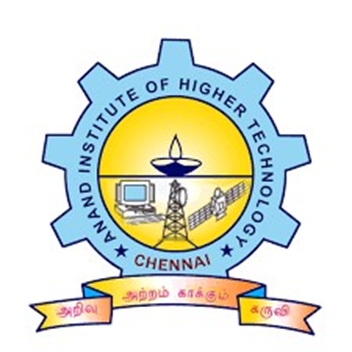 ANAND INSTITUTE OF HIGHER TECHNOLOGY
CHENNAI
அறிவு அற்றம் காக்கும் கருவி